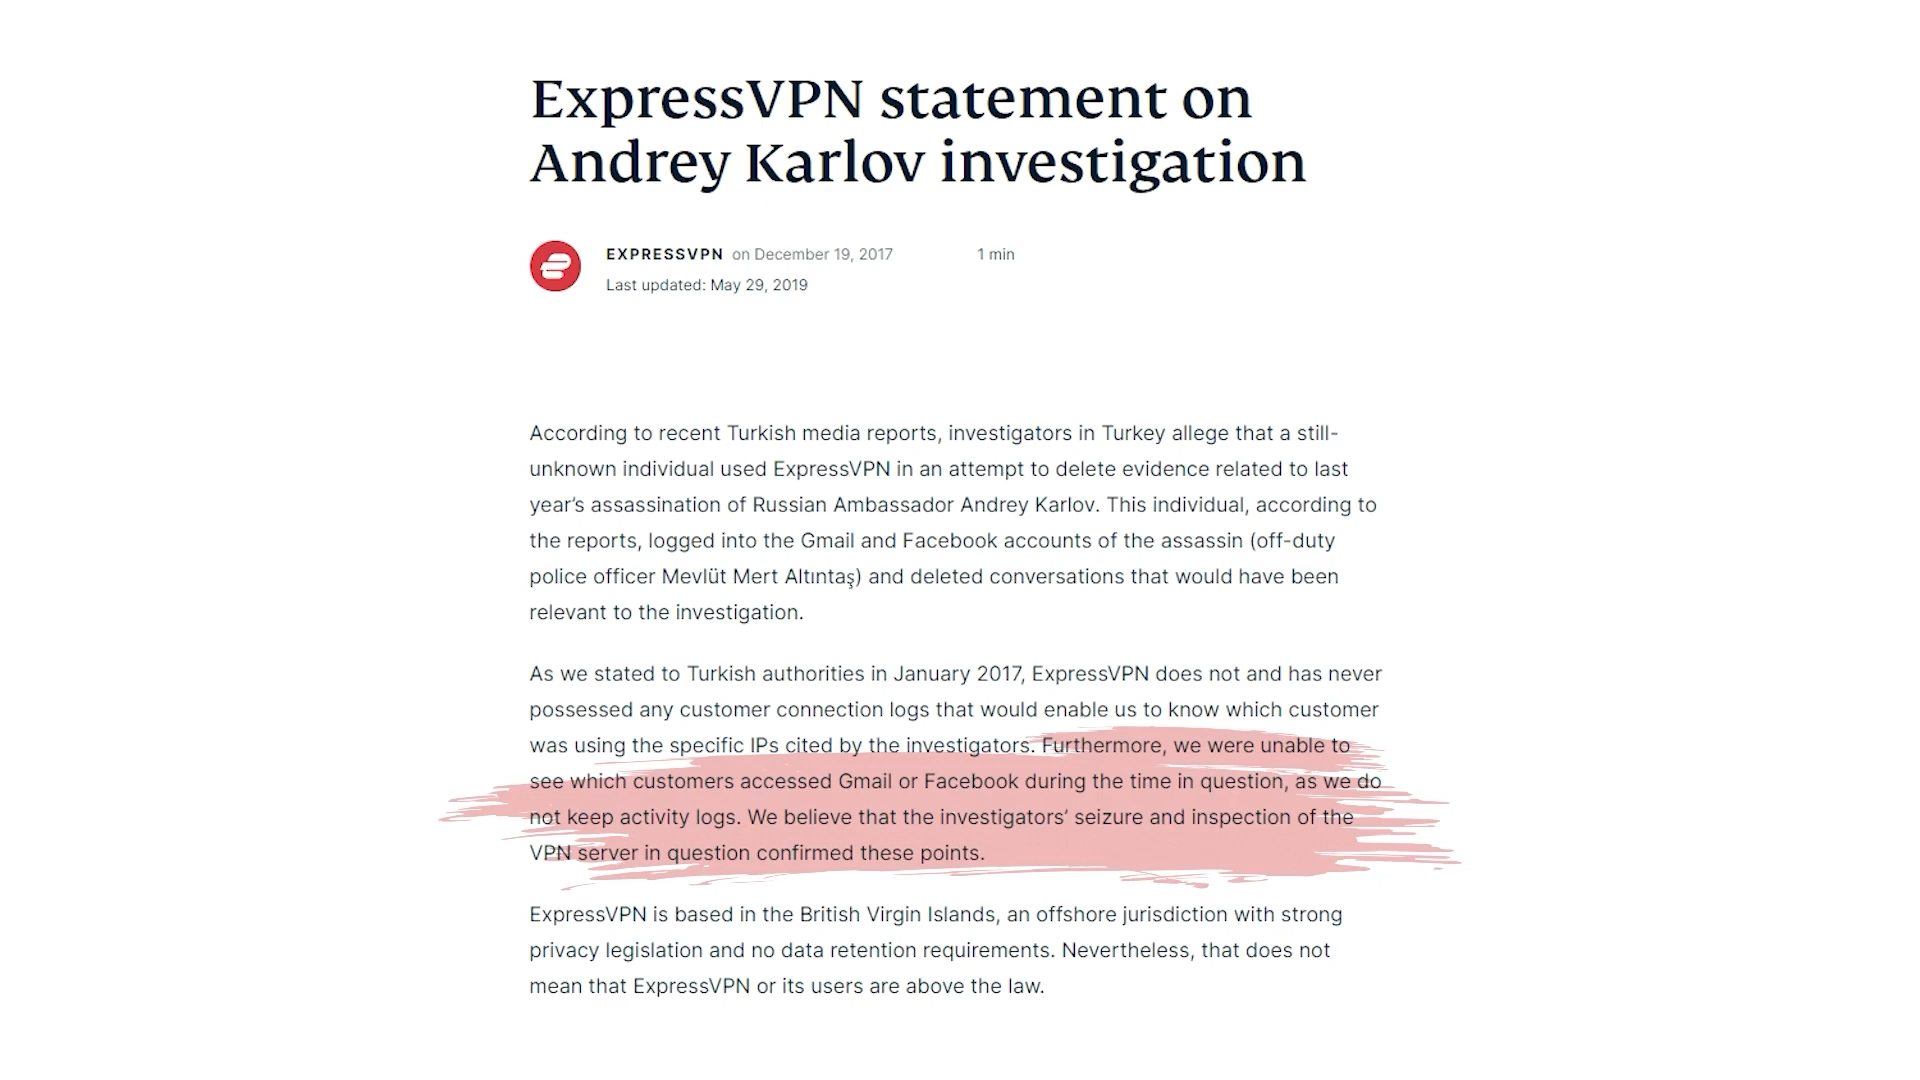 ExpressVPN statement on
Andrey Karlov investigation
EXPRESSVPN on December 19, 2017 1 min
Last updated: May 29, 2019
According to recent Turkish media reports, investigators in Turkey allege that a still-
unknown individual used ExpressVPN in an attempt to delete evidence related to last
year’s assassination of Russian Ambassador Andrey Karlov. This individual, according to
the reports, logged into the Gmail and Facebook accounts of the assassin (off-duty
police officer Mevlüt Mert Altıntaş) and deleted conversations that would have been
relevant to the investigation.
As we stated to Turkish authorities in January 2017, ExpressVPN does not and has never
possessed any customer connection logs that would enable us to know which customer
was using the specific IPs cited by the investigators. Furthermore, we were unable to
see which customers accessed Gmail or Facebook during the time in question, as we do
not keep activity logs. We believe that the investigators’ seizure and inspection of the
VPN server in question confirmed these points.
ExpressVPN is based in the British Virgin Islands, an offshore jurisdiction with strong
privacy legislation and no data retention requirements. Nevertheless, that does not
mean that ExpressVPN or its users are above the law.